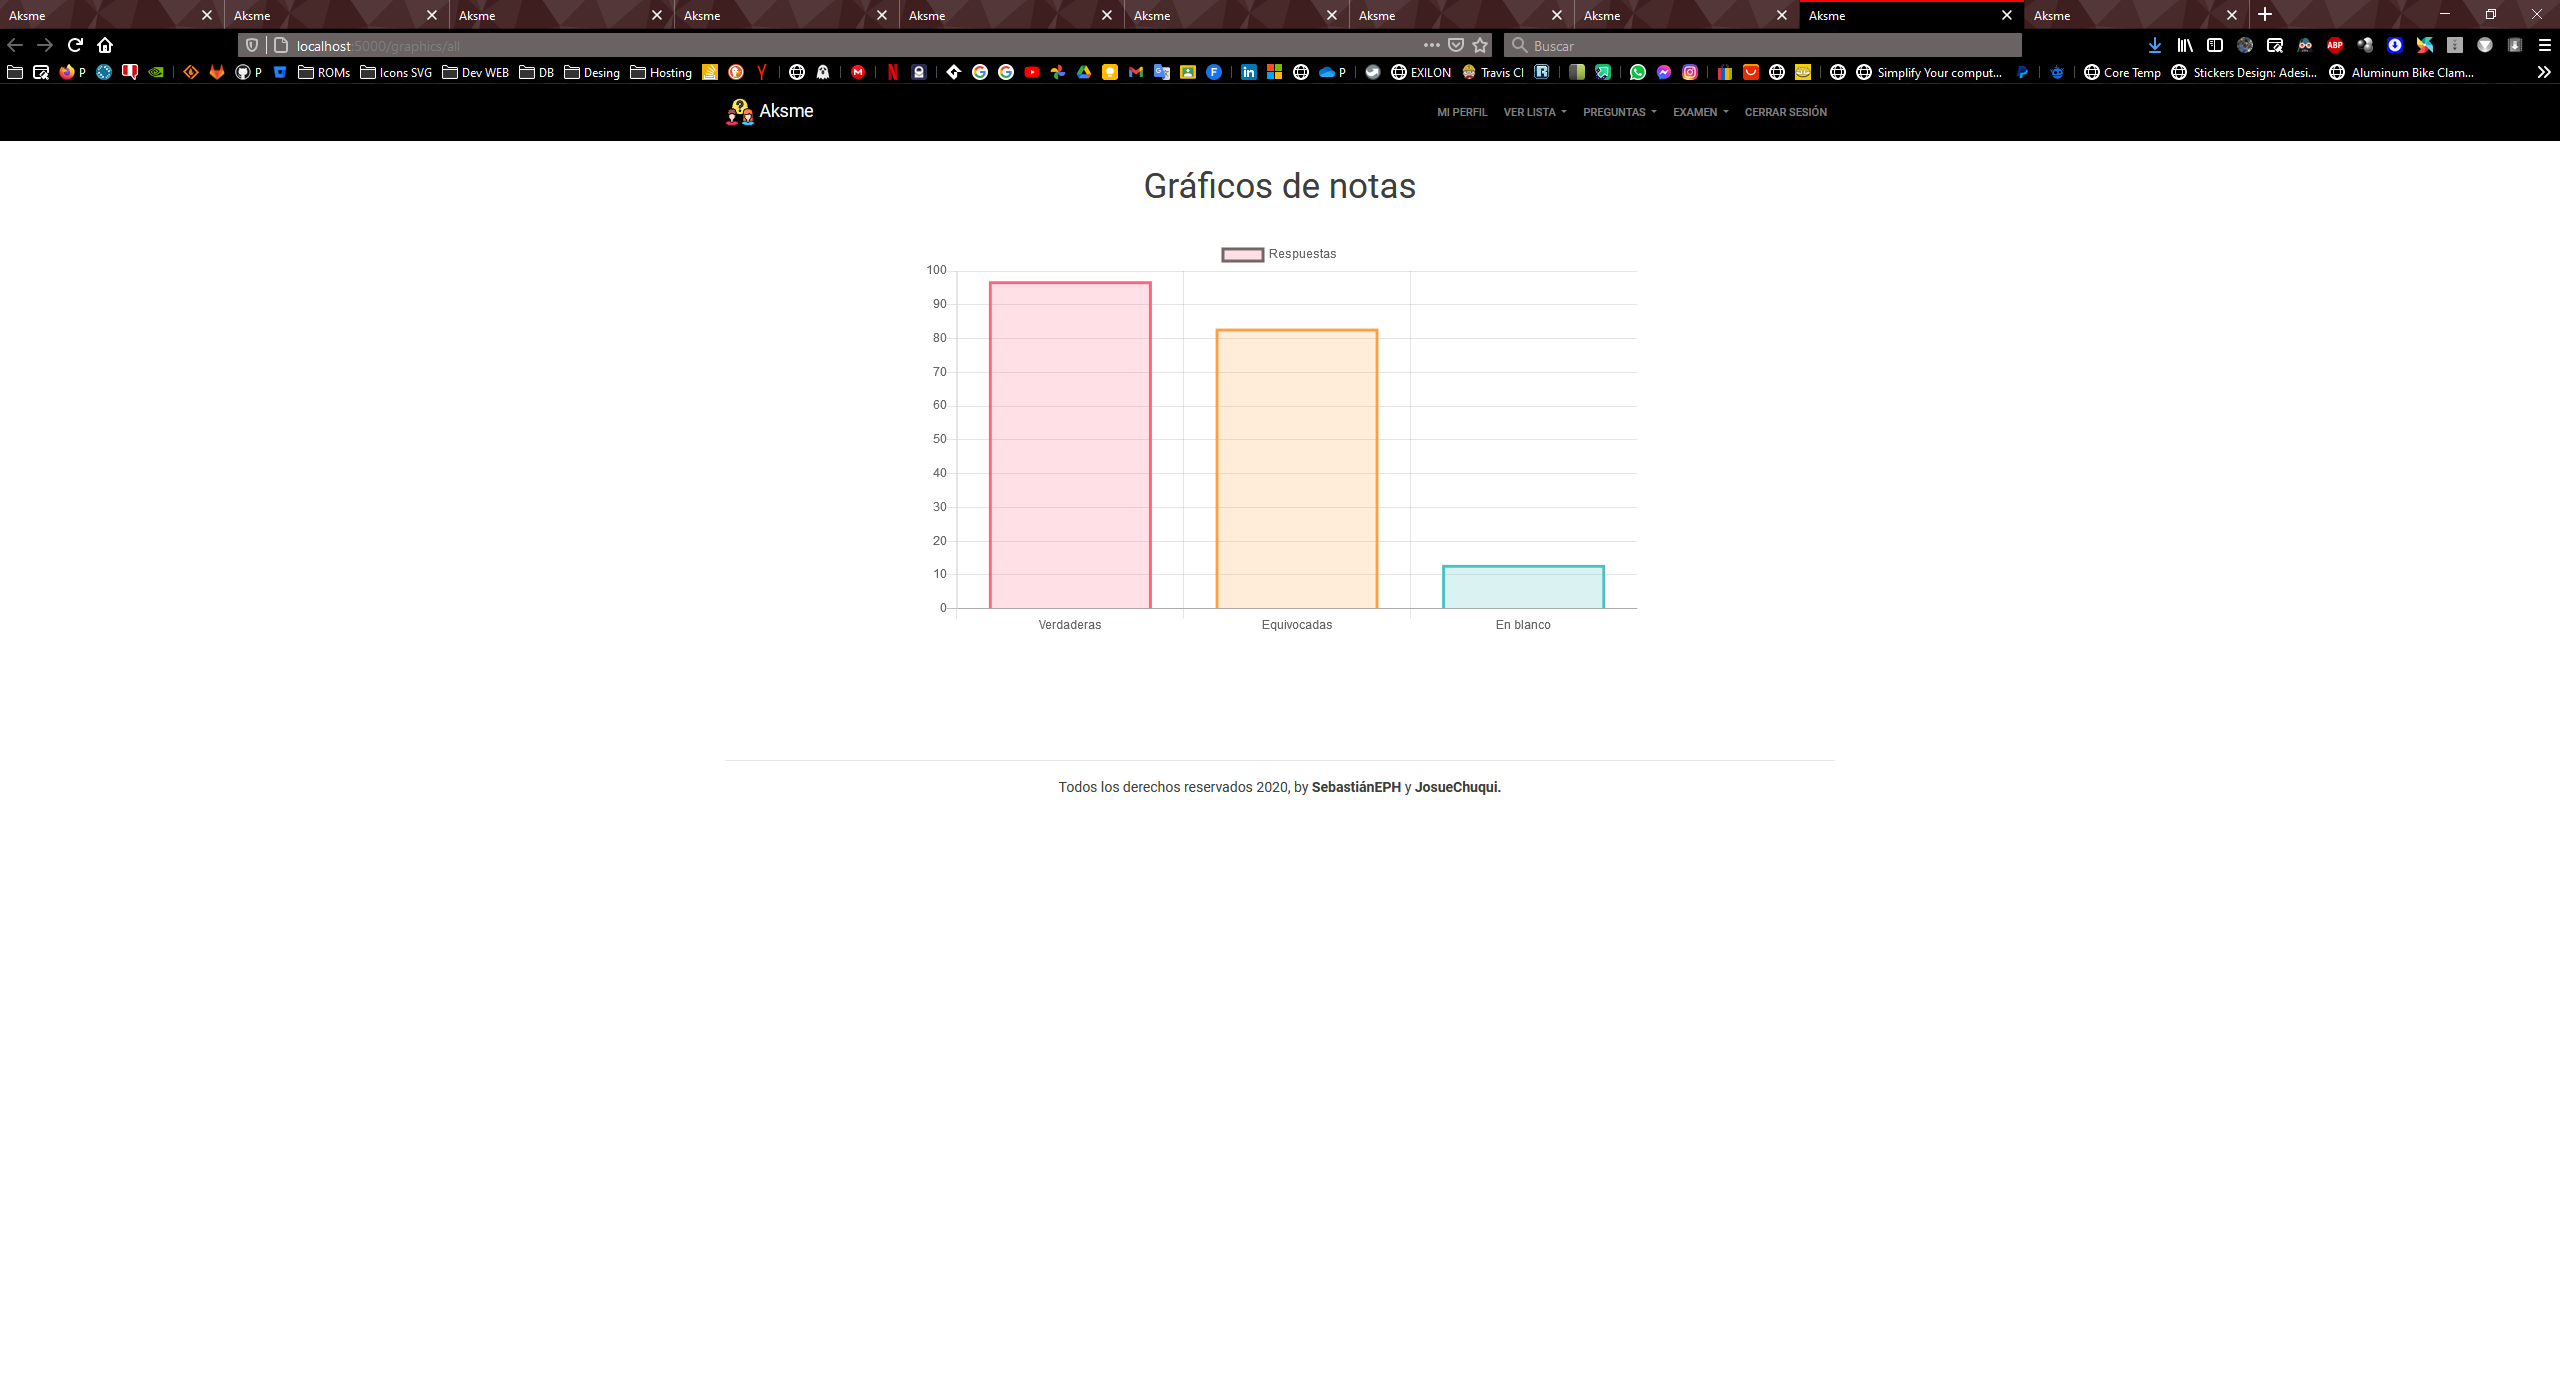 Aksme Aksme Aksme Aksme Aksme Aksme Aksme Aksme Aksme Aksme
localhost:5000/graphics/all Buscar ABP
P P ROMs Icons SVG Dev WEB DB Desing Hosting P EXILON Travis CI Simplify Your comput... Core Temp Stickers Design: Adesi... Aluminum Bike Clam...
Aksme MI PERFIL VER LISTA PREGUNTAS EXAMEN CERRAR SESIÓN
Gráficos de notas
Respuestas
100
90
80
70
60
50
40
30
20
10
0
Verdaderas Equivocadas En blanco
Todos los derechos reservados 2020, by SebastiánEPH y JosueChuqui.